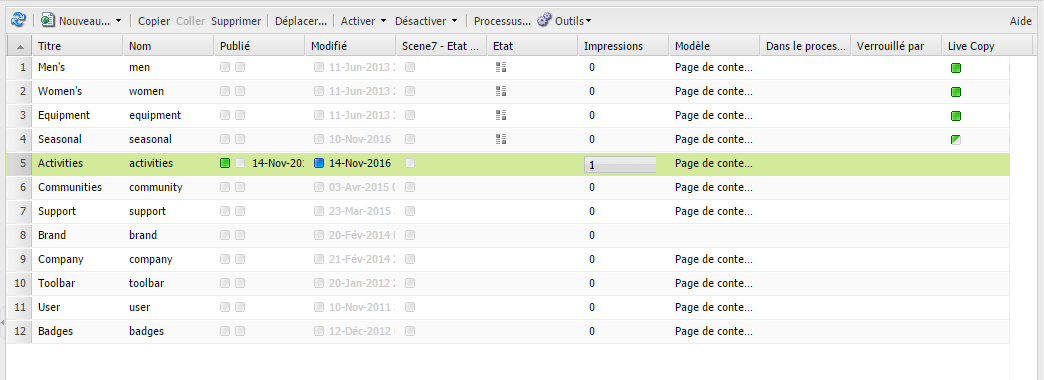 Nouveau... Copier Coller Supprimer Déplacer... Activer Désactiver Processus... Outils Aide
Titre Nom Publié Modifié Scene7 - Etat ... Etat Impressions Modèle Dans le proces... Verrouillé par Live Copy
1 Men's men 11-Jun-2013 0 Page de conte...
2 Women's women 11-Jun-2013 0 Page de conte...
3 Equipment equipment 11-Jun-2013 0 Page de conte...
4 Seasonal seasonal 10-Nov-2016 0 Page de conte...
5 Activities activities 14-Nov-201 14-Nov-2016 1 Page de conte...
6 Communities community 03-Avr-2015 0 Page de conte...
7 Support support 23-Mar-2015 0 Page de conte...
8 Brand brand 20-Fév-2014 0
9 Company company 21-Fév-2014 0 Page de conte...
10 Toolbar toolbar 20-Jan-2012 0 Page de conte...
11 User user 10-Nov-2011 0 Page de conte...
12 Badges badges 12-Déc-2012 0 Page de conte...